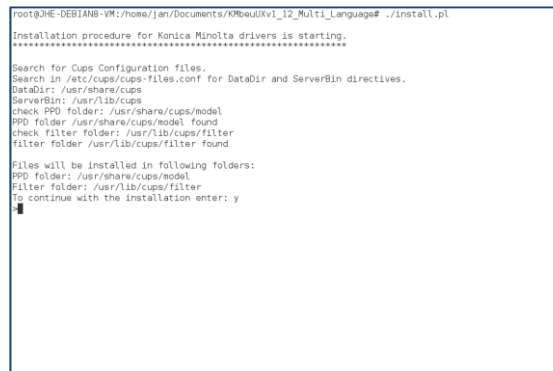 root@JHE-DEBIAN8-VM:/home/jan/Documents/KMbeuUXv1_12_Multi_Language# ./install.pl
Installation procedure for Konica Minolta drivers is starting.
**************************************************************
Search for Cups Configuration files.
Search in /etc/cups/cups-files.conf for DataDir and ServerBin directives.
DataDir: /usr/share/cups
ServerBin: /usr/lib/cups
check PPD folder: /usr/share/cups/model
PPD folder /usr/share/cups/model found
check filter folder: /usr/lib/cups/filter
filter folder /usr/lib/cups/filter found
Files will be installed in following folders:
PPD folder: /usr/share/cups/model
Filter folder: /usr/lib/cups/filter
To continue with the installation enter: y
>